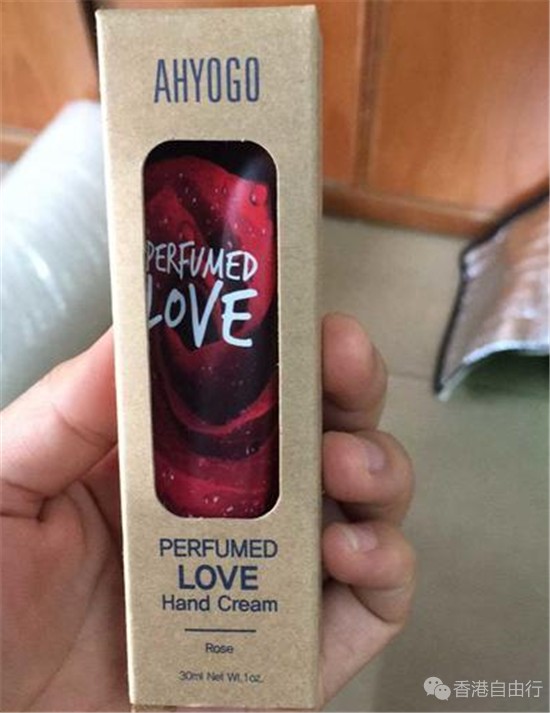 AHYOGO
PERFUMED
LOVE
PERFUMED
LOVE
Hand Cream
Rose
30ml Net Wt.1oz.
香港自由行